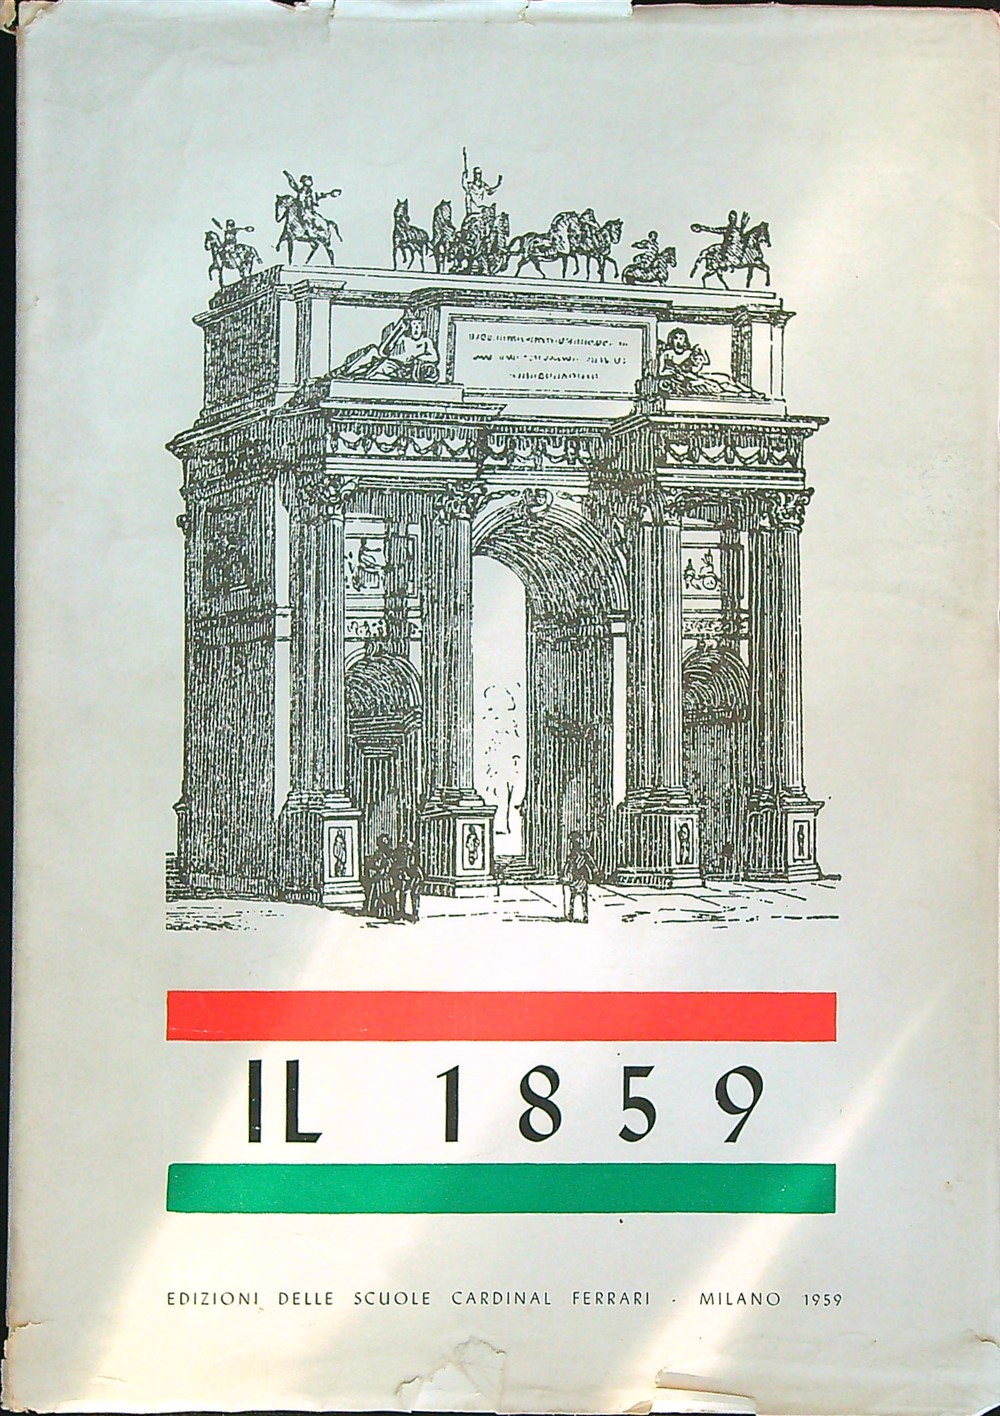 IL 1859
EDIZIONI DELLE SCUOLE CARDINAL FERRARI - MILANO 1959